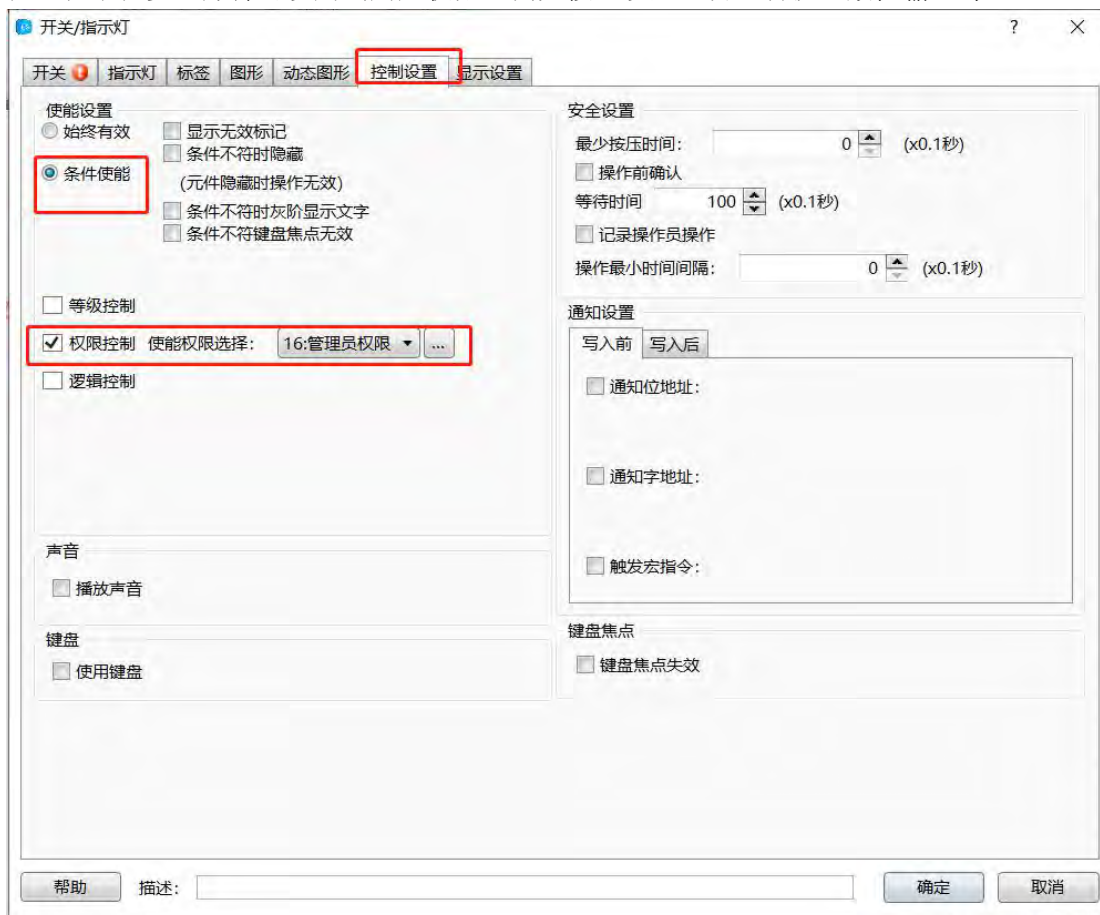 开关/指示灯
?
开关 指示灯 标签 图形 动态图形 控制设置 显示设置
使能设置
始终有效
显示无效标记
条件不符时隐藏
条件使能
(元件隐藏时操作无效)
条件不符时灰阶显示文字
条件不符键盘焦点无效
等级控制
权限控制 使能权限选择: 16:管理员权限 ...
逻辑控制
声音
播放声音
键盘
使用键盘
安全设置
最少按压时间: 0 (x0.1秒)
操作前确认
等待时间 100 (x0.1秒)
记录操作员操作
操作最小时间间隔: 0 (x0.1秒)
通知设置
写入前 写入后
通知位地址:
通知字地址:
触发宏指令:
键盘焦点
键盘焦点失效
帮助 描述: 确定 取消